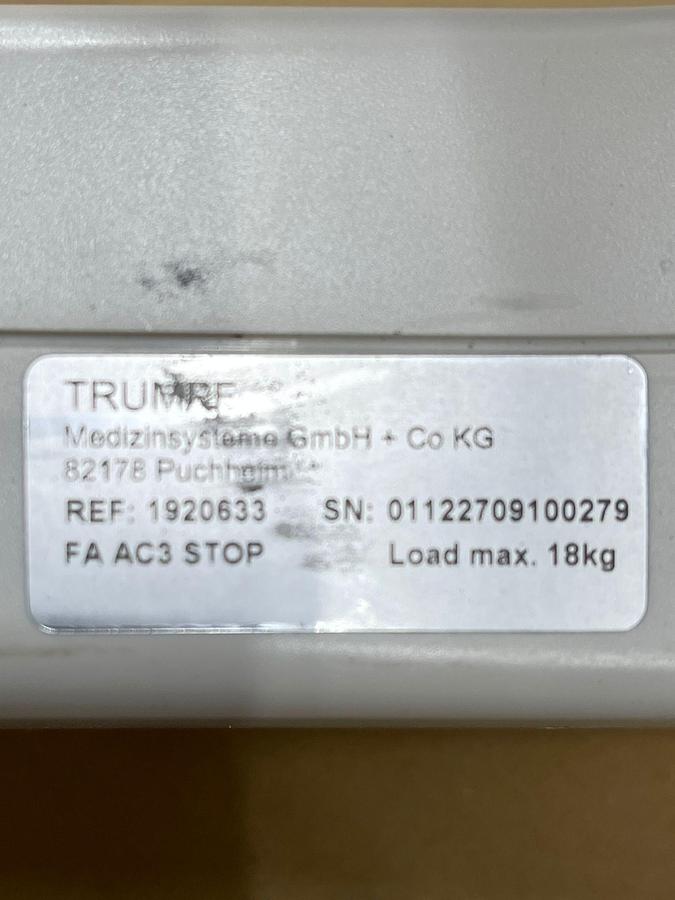 TRUMPF
Medizinsysteme GmbH + Co KG
82178 Puchheim
REF: 1920633 SN: 01122709100279
FA AC3 STOP Load max. 18kg